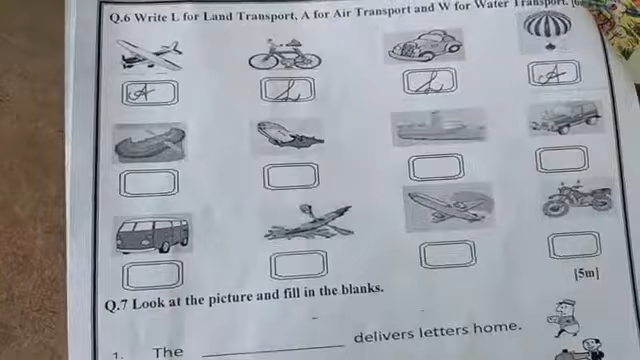 Q.6 Write L for Land Transport, A for Air Transport and W for Water Transport.
A L L A
Q.7 Look at the picture and fill in the blanks. [5m]
1. The ____________ delivers letters home.